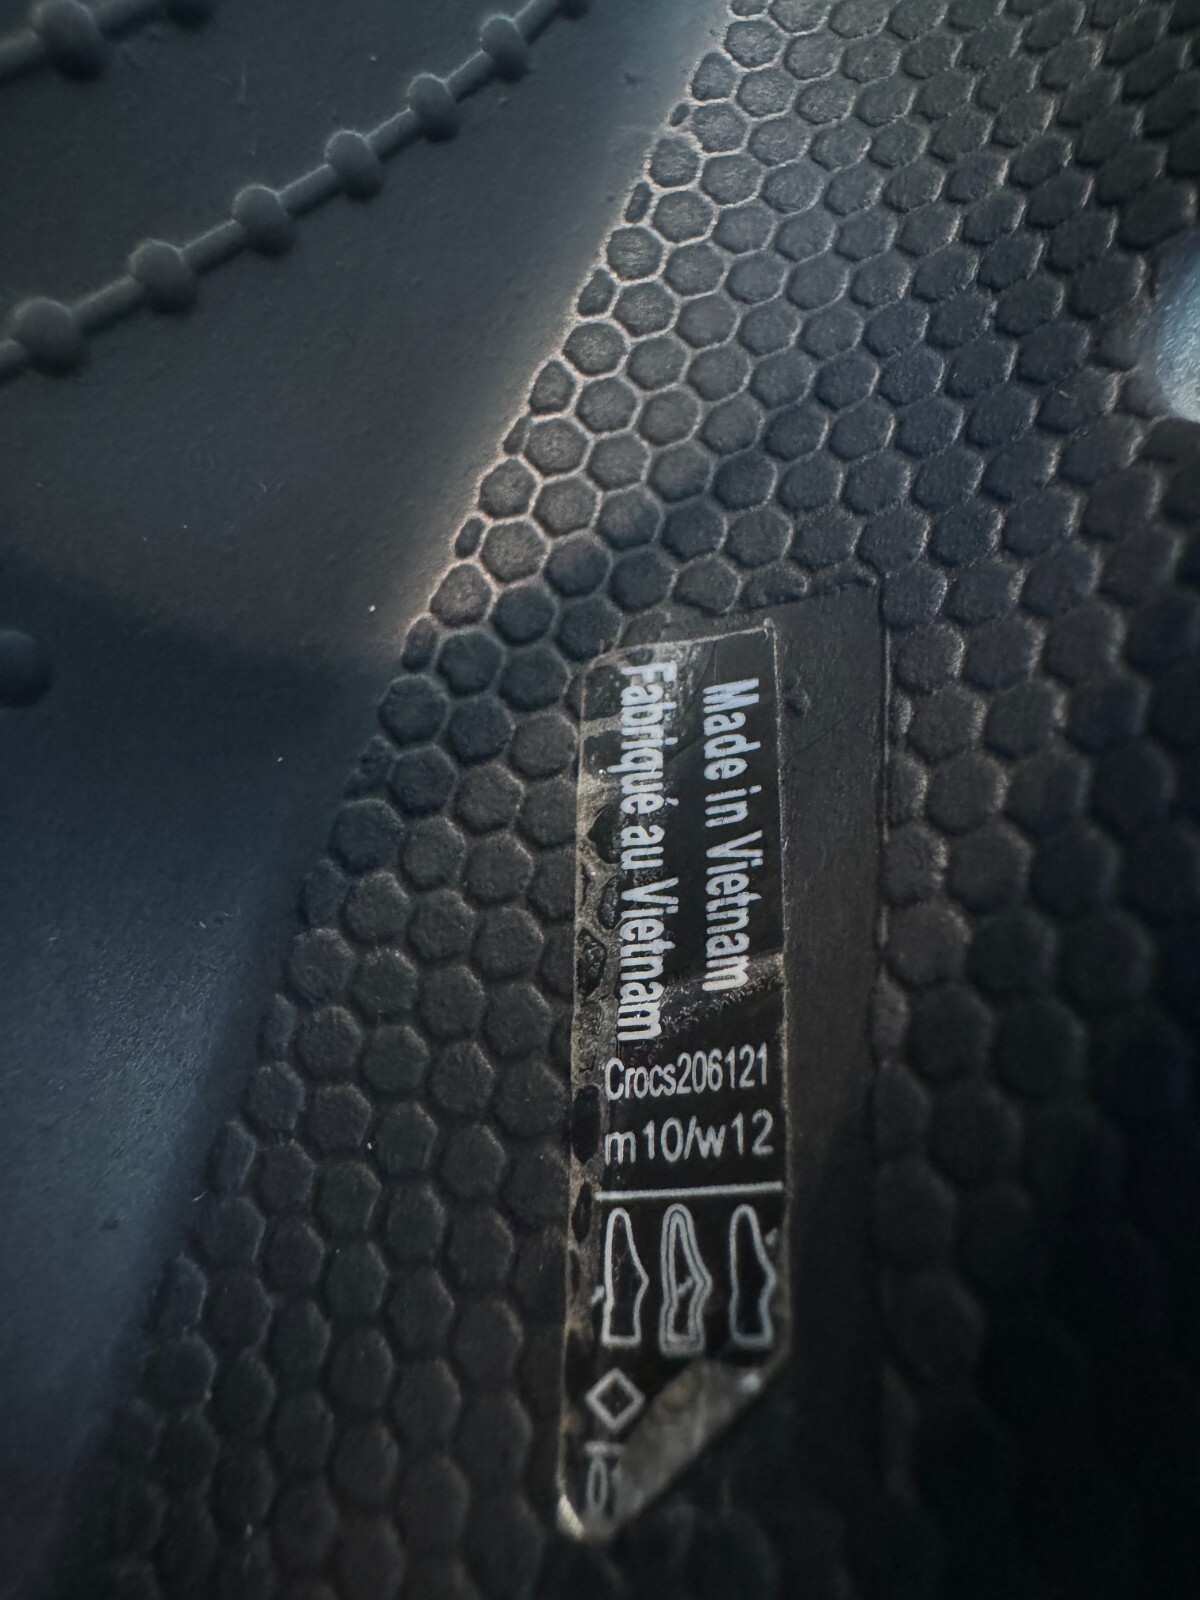 Made in Vietnam
Fabriqué au Vietnam
Crocs206121
m10/w12